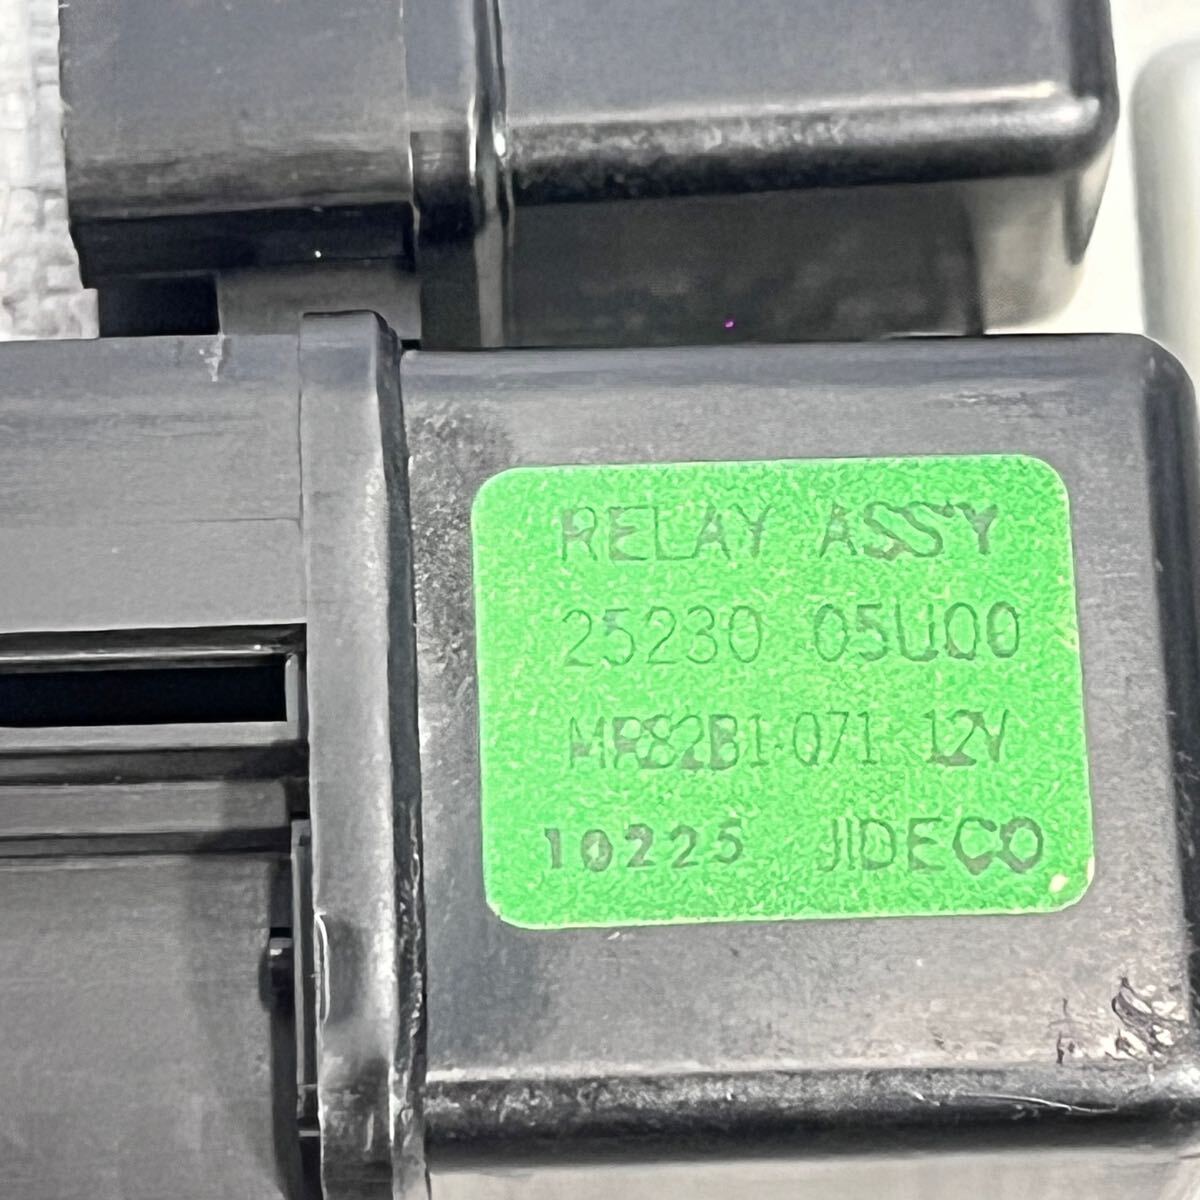 RELAY ASSY
25230 05U00
MR82B1-071 12V
10225 JIDECO